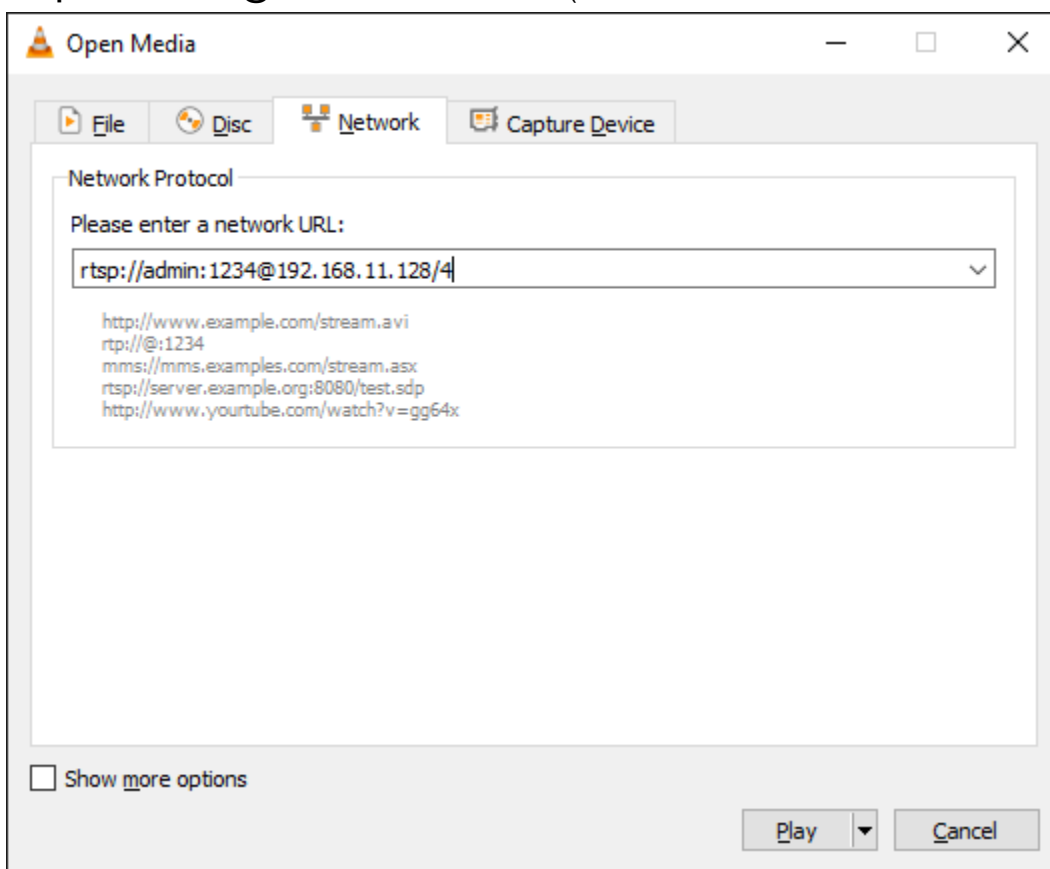 Open Media
File Disc Network Capture Device
Network Protocol
Please enter a network URL:
rtsp://admin:1234@192.168.11.128/4
http://www.example.com/stream.avi
rtp://@:1234
mms://mms.examples.com/stream.asx
rtsp://server.example.org:8080/test.sdp
http://www.yourtube.com/watch?v=gg64x
Show more options
Play Cancel